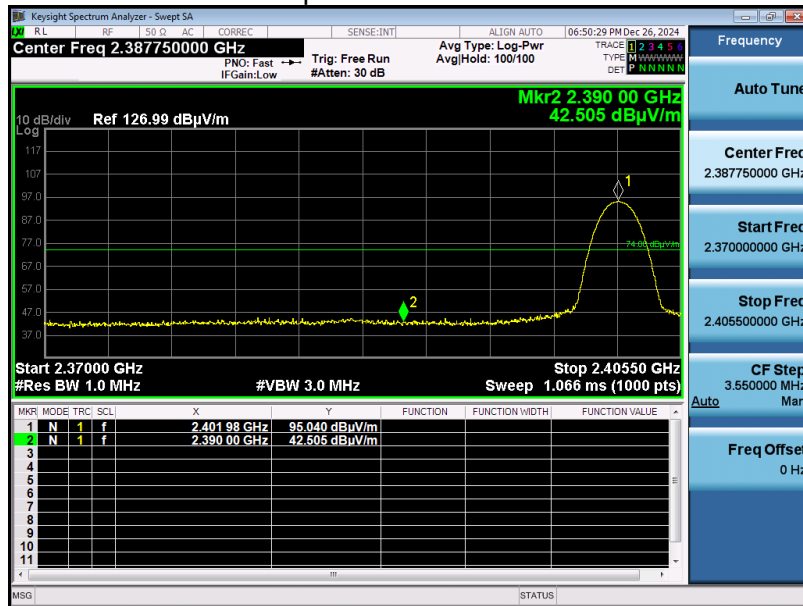 Keysight Spectrum Analyzer - Swept SA
LXI RL RF 50 Ω AC CORREC SENSE:INT ALIGN AUTO 06:50:29 PM Dec 26, 2024
Center Freq 2.387750000 GHz
PNO: Fast
IFGain:Low
Trig: Free Run
#Atten: 30 dB
Avg Type: Log-Pwr
Avg|Hold: 100/100
TRACE 1 2 3 4 5 6
TYPE M WWWWW
DET P N N N N N
Mkr2 2.390 00 GHz
42.505 dBµV/m
10 dB/div Ref 126.99 dBµV/m
Log
117
107
97.0
87.0
77.0
67.0
57.0
47.0
37.0
1
74.00 dBµV/m
2
Start 2.37000 GHz Stop 2.40550 GHz
#Res BW 1.0 MHz #VBW 3.0 MHz Sweep 1.066 ms (1000 pts)
MKR MODE TRC SCL X Y FUNCTION FUNCTION WIDTH FUNCTION VALUE
1 N 1 f 2.401 98 GHz 95.040 dBµV/m
2 N 1 f 2.390 00 GHz 42.505 dBµV/m
3
4
5
6
7
8
9
10
11
MSG STATUS
Frequency
Auto Tune
Center Freq
2.387750000 GHz
Start Freq
2.370000000 GHz
Stop Freq
2.405500000 GHz
CF Step
3.550000 MHz
Auto Man
Freq Offset
0 Hz